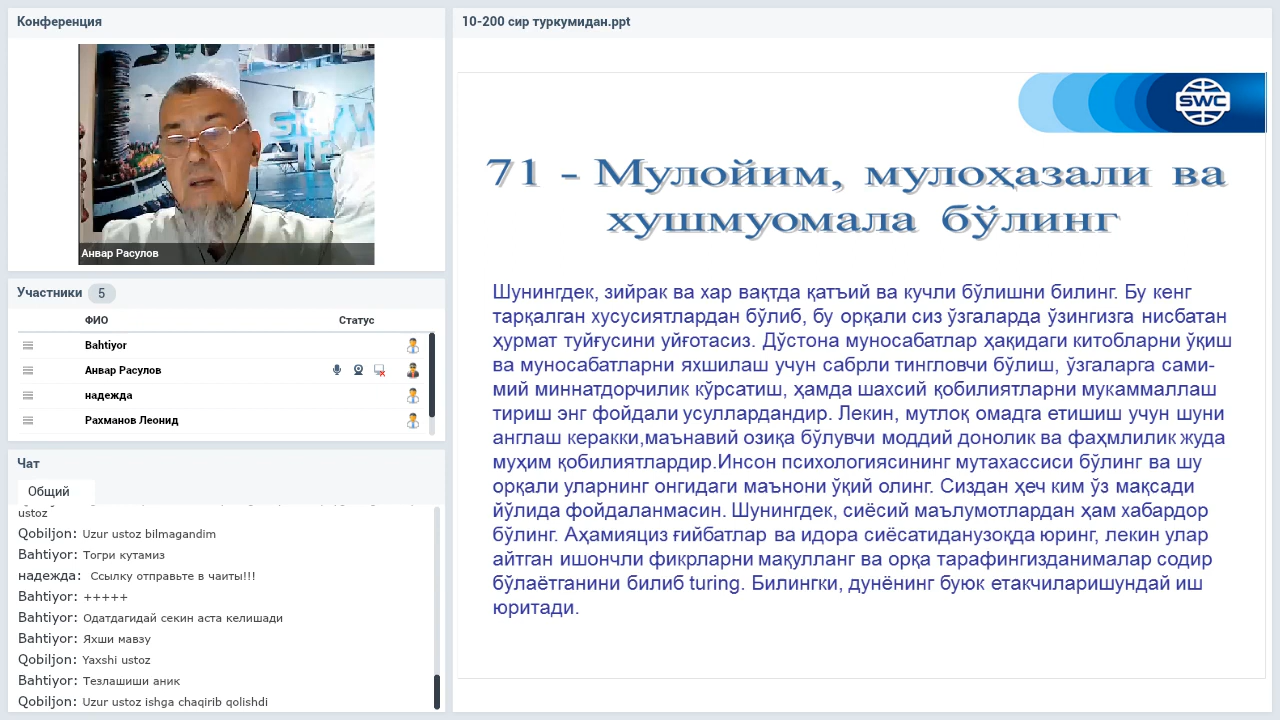 Конференция
Анвар Расулов
Участники 5
ФИО Статус
Bahtiyor
Анвар Расулов
надежда
Рахманов Леонид
Чат
Общий
ustoz
Qobiljon: Uzur ustoz bilmagandim
Bahtiyor: Тогри кутамиз
надежда: Ссылку отправьте в чаиты!!!
Bahtiyor: +++++
Bahtiyor: Одатдагидай секин аста келишади
Bahtiyor: Яхши мавзу
Qobiljon: Yaxshi ustoz
Bahtiyor: Тезлашиши аник
Qobiljon: Uzur ustoz ishga chaqirib qolishdi
10-200 сир туркумидан.ppt
SWC
71 - Мулойим, мулоҳазали ва
хушмуомала бўлинг
Шунингдек, зийрак ва хар вақтда қатъий ва кучли бўлишни билинг. Бу кенг
тарқалган хусусиятлардан бўлиб, бу орқали сиз ўзгаларда ўзингизга нисбатан
ҳурмат туйғусини уйғотасиз. Дўстона муносабатлар ҳақидаги китобларни ўқиш
ва муносабатларни яхшилаш учун сабрли тингловчи бўлиш, ўзгаларга сами-
мий миннатдорчилик кўрсатиш, ҳамда шахсий қобилиятларни мукаммаллаш
тириш энг фойдали усуллардандир. Лекин, мутлоқ омадга етишиш учун шуни
англаш керакки,маънавий озиқа бўлувчи моддий донолик ва фаҳмлилик жуда
муҳим қобилиятлардир.Инсон психологиясининг мутахассиси бўлинг ва шу
орқали уларнинг онгидаги маънони ўқий олинг. Сиздан ҳеч ким ўз мақсади
йўлида фойдаланмасин. Шунингдек, сиёсий маълумотлардан ҳам хабардор
бўлинг. Аҳамияциз ғийбатлар ва идора сиёсатиданузоқда юринг, лекин улар
айтган ишончли фикрларни мақулланг ва орқа тарафингизданималар содир
бўлаётганини билиб turing. Билингки, дунёнинг буюк етакчиларишундай иш
юритади.